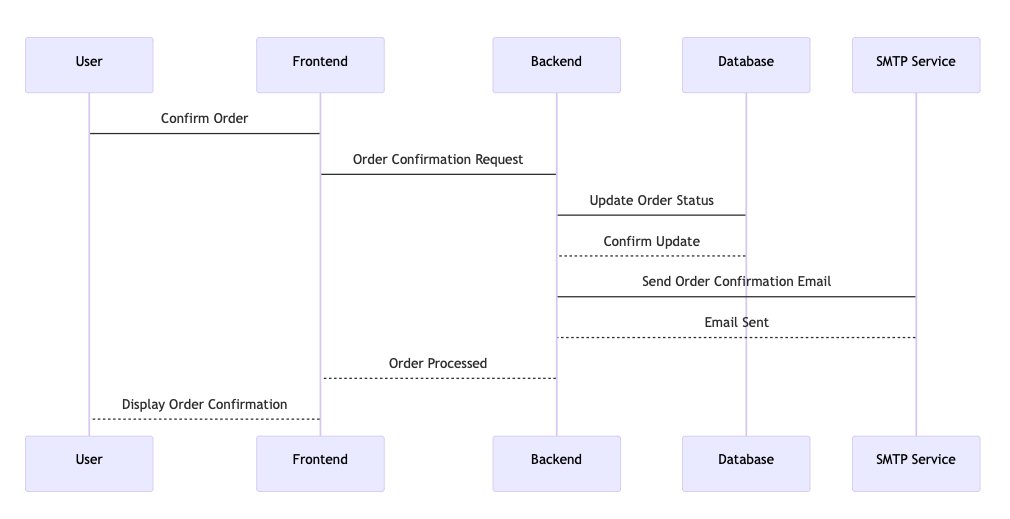 User
Frontend
Backend
Database
SMTP Service
Confirm Order
Order Confirmation Request
Update Order Status
Confirm Update
Send Order Confirmation Email
Email Sent
Order Processed
Display Order Confirmation
User
Frontend
Backend
Database
SMTP Service